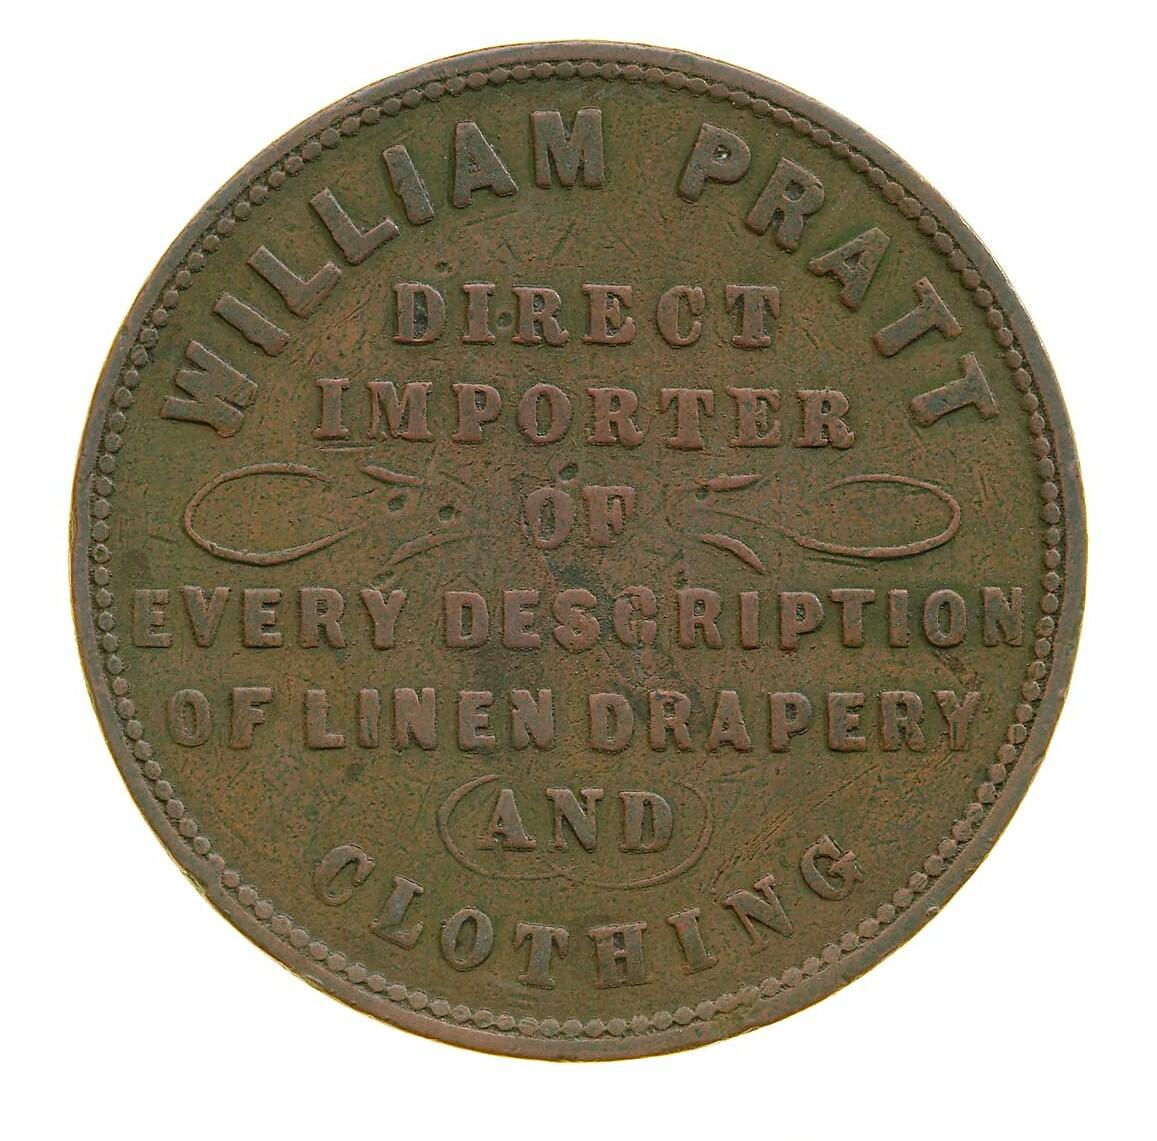 WILLIAM PRATT
DIRECT
IMPORTER
OF
EVERY DESCRIPTION
OF LINEN DRAPERY
AND
CLOTHING